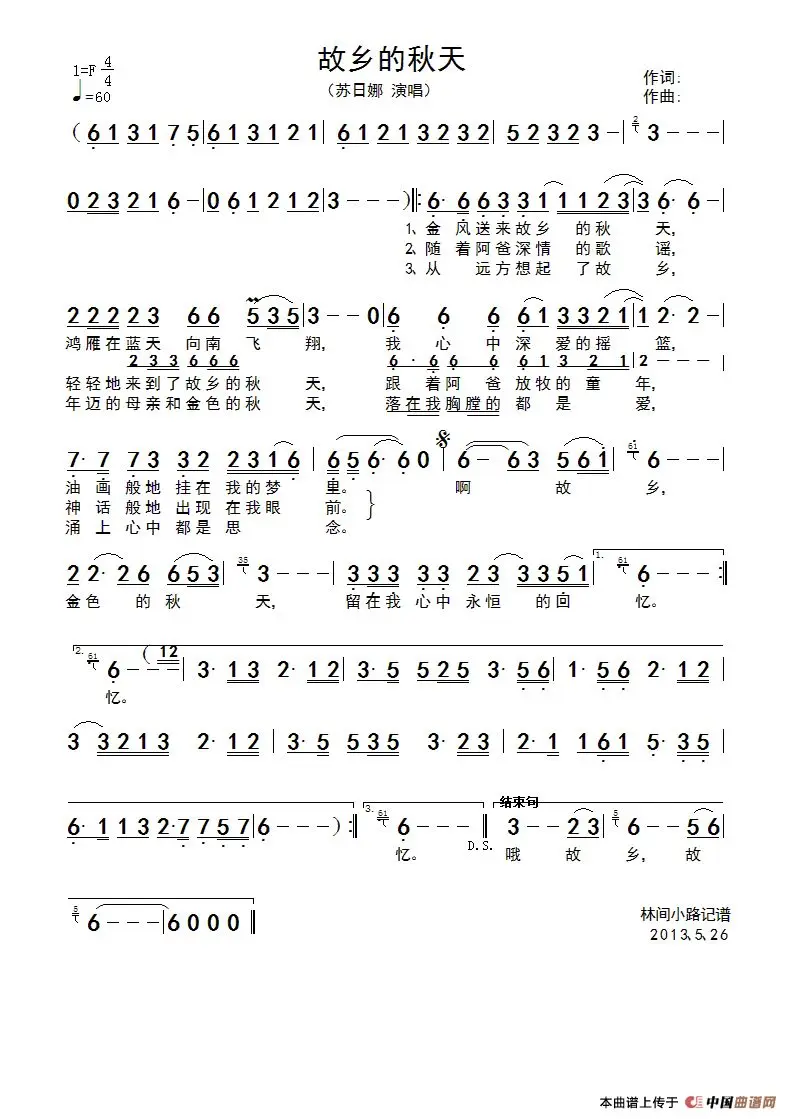 故乡的秋天
1=F 4/4
♩=60
（苏日娜 演唱）
作词:
作曲:
（6 1 3 1 7 5|6 1 3 1 2 1|6 1 2 1 3 2 3 2|5 2 3 2 3 −|2 3 − − −|
0 2 3 2 1 6 −|0 6 1 2 1 2|3 − − −）|:6· 6 6 3 3 1 1 1 2 3|3 6· 6 −|
1、金 风 送来故乡 的秋 天，
2、随 着阿爸深情 的歌 谣，
3、从 远方想起 了故 乡，
2 2 2 2 3 6 6 5 3 5|3 − − 0|6 6 6 6 1 3 3 2 1|1 2· 2 −|
鸿雁在蓝天 向南 飞 翔， 我 心 中 深 爱的摇 篮，
2 3 3 6 6 6 6· 6 6 6 6 1 3 2 1|2 − − −
轻轻地来到了故乡的秋 天， 跟 着阿爸 放牧的 童 年，
年迈的母亲和金色的秋 天， 落在我胸膛的 都 是 爱，
7· 7 7 3 3 2 2 3 1 6|6 5 6· 6 0|6 − 6 3 5 6 1|61 6 − − −|
油 画 般地 挂在 我的梦 里。 啊 故 乡，
神 话 般地 出现 在我眼 前。
涌 上 心中 都是 思 念。
2 2· 2 6 6 5 3|35 3 − − −|3 3 3 3 3 2 3 3 3 5 1|1. 61 6 − − −:|
金色 的 秋 天， 留在我 心中 永恒 的回 忆。
2. 61 6 − − −（1 2|3· 1 3 2· 1 2|3· 5 5 2 5 3· 5 6|1· 5 6 2· 1 2|
忆。
3 3 2 1 3 2· 1 2|3· 5 5 3 5 3· 2 3|2· 1 1 6 1 5· 3 5|
6· 1 1 3 2· 7 7 5 7|6 − − −）:|3. 61 6 − − −‖结束句 3 − − 2 3|5 6 − − 5 6
忆。 D.S. 哦 故 乡， 故
5 6 − − −|6 0 0 0‖
林间小路记谱
2013、5、26
本曲谱上传于 中国曲谱网